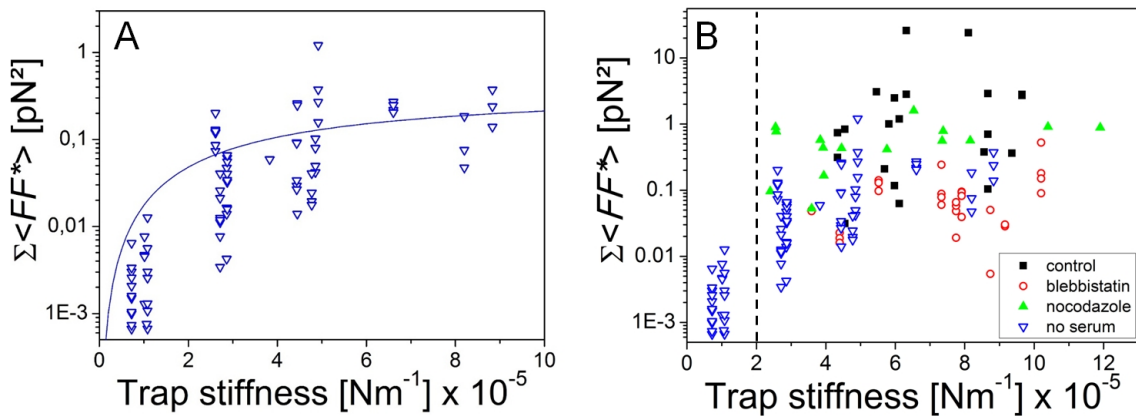 A
Σ<FF*> [pN²]
1
0.1
0.01
1E-3
0 2 4 6 8 10
Trap stiffness [Nm⁻¹] x 10⁻⁵
B
Σ<FF*> [pN²]
10
1
0.1
0.01
1E-3
0 2 4 6 8 10 12
Trap stiffness [Nm⁻¹] x 10⁻⁵
control
blebbistatin
nocodazole
no serum